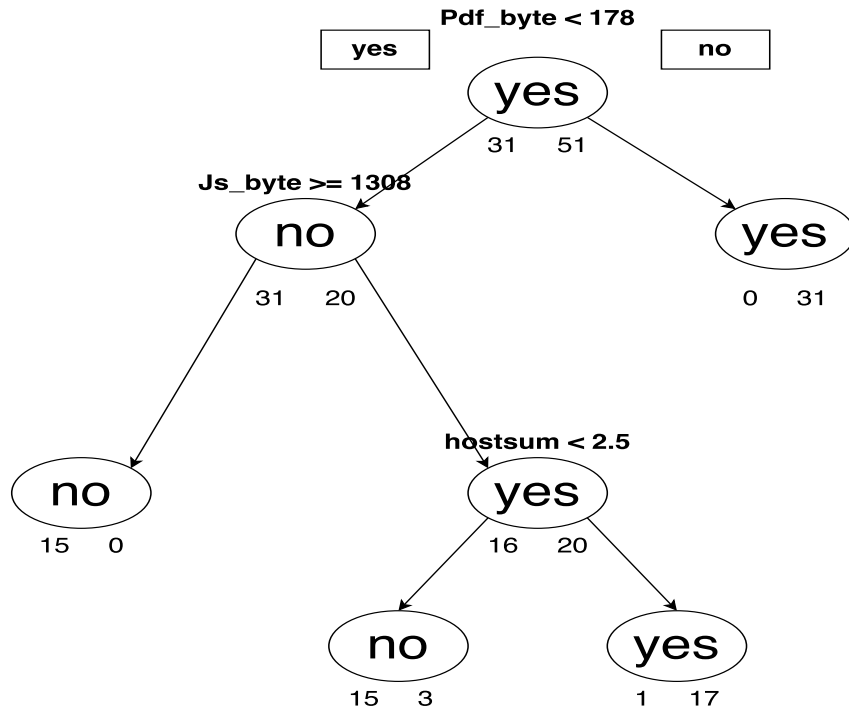 Pdf_byte < 178
yes no
yes
31 51
Js_byte >= 1308
no yes
31 20 0 31
hostsum < 2.5
no yes
15 0 16 20
no yes
15 3 1 17